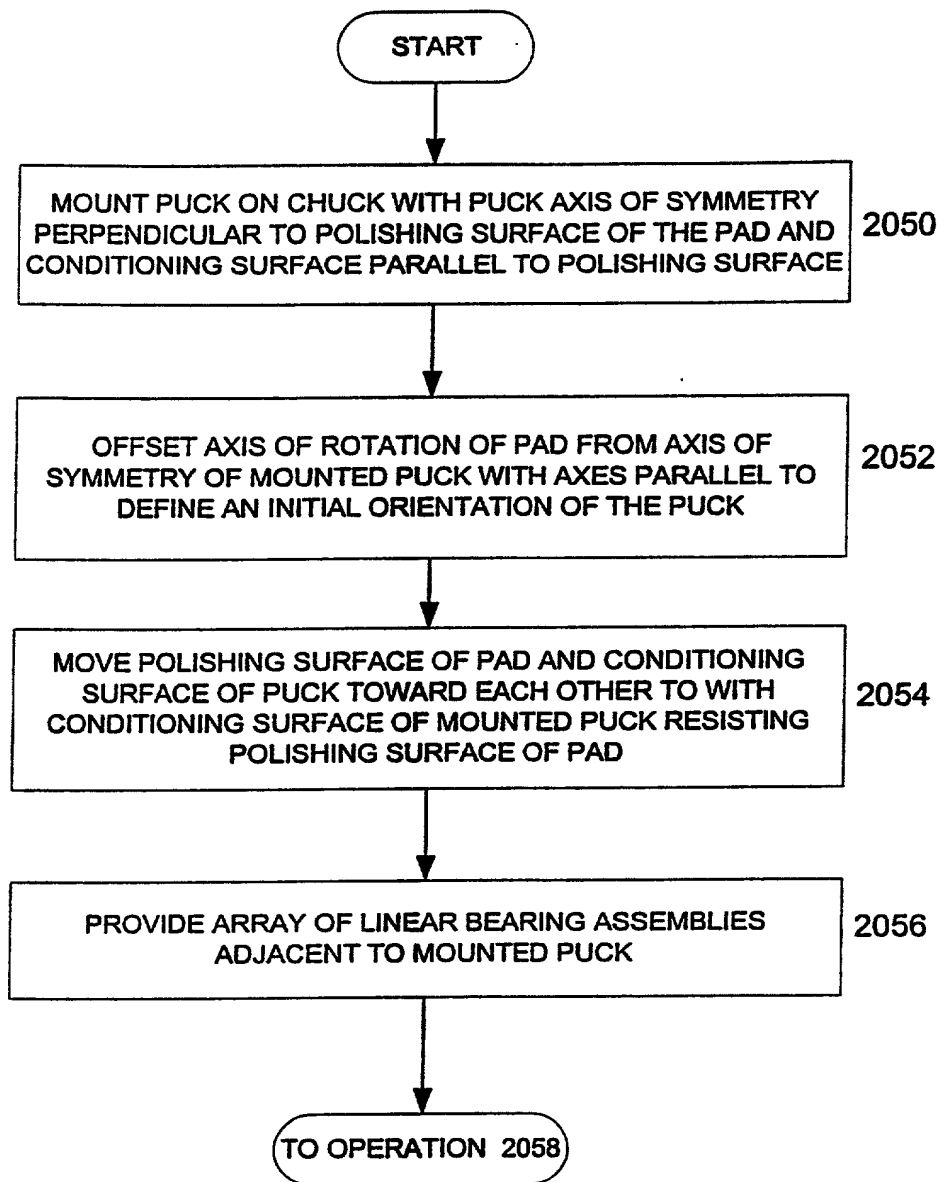 START
MOUNT PUCK ON CHUCK WITH PUCK AXIS OF SYMMETRY
PERPENDICULAR TO POLISHING SURFACE OF THE PAD AND
CONDITIONING SURFACE PARALLEL TO POLISHING SURFACE
2050
OFFSET AXIS OF ROTATION OF PAD FROM AXIS OF
SYMMETRY OF MOUNTED PUCK WITH AXES PARALLEL TO
DEFINE AN INITIAL ORIENTATION OF THE PUCK
2052
MOVE POLISHING SURFACE OF PAD AND CONDITIONING
SURFACE OF PUCK TOWARD EACH OTHER TO WITH
CONDITIONING SURFACE OF MOUNTED PUCK RESISTING
POLISHING SURFACE OF PAD
2054
PROVIDE ARRAY OF LINEAR BEARING ASSEMBLIES
ADJACENT TO MOUNTED PUCK
2056
TO OPERATION 2058